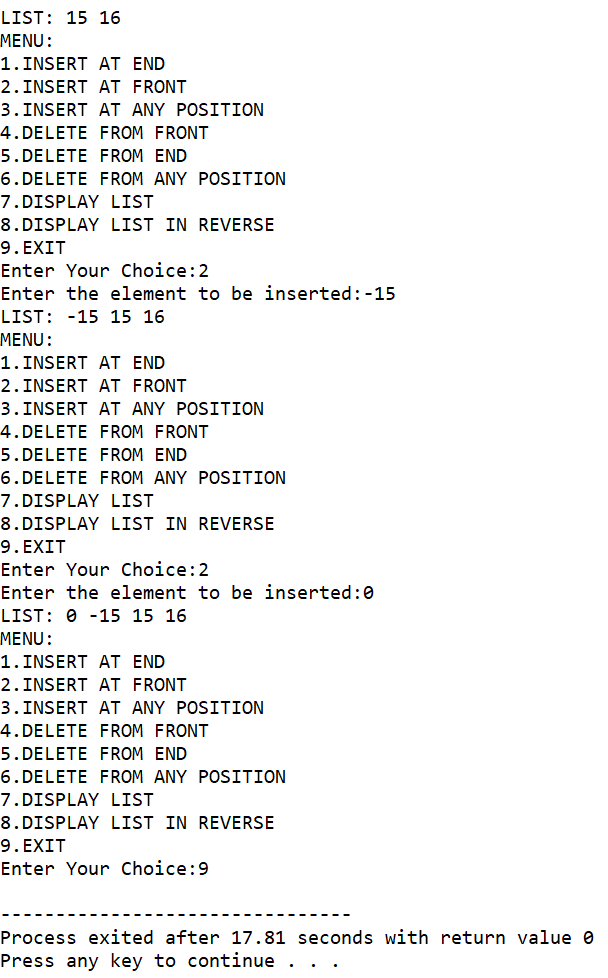 LIST: 15 16
MENU:
1.INSERT AT END
2.INSERT AT FRONT
3.INSERT AT ANY POSITION
4.DELETE FROM FRONT
5.DELETE FROM END
6.DELETE FROM ANY POSITION
7.DISPLAY LIST
8.DISPLAY LIST IN REVERSE
9.EXIT
Enter Your Choice:2
Enter the element to be inserted:-15
LIST: -15 15 16
MENU:
1.INSERT AT END
2.INSERT AT FRONT
3.INSERT AT ANY POSITION
4.DELETE FROM FRONT
5.DELETE FROM END
6.DELETE FROM ANY POSITION
7.DISPLAY LIST
8.DISPLAY LIST IN REVERSE
9.EXIT
Enter Your Choice:2
Enter the element to be inserted:0
LIST: 0 -15 15 16
MENU:
1.INSERT AT END
2.INSERT AT FRONT
3.INSERT AT ANY POSITION
4.DELETE FROM FRONT
5.DELETE FROM END
6.DELETE FROM ANY POSITION
7.DISPLAY LIST
8.DISPLAY LIST IN REVERSE
9.EXIT
Enter Your Choice:9
--------------------------------
Process exited after 17.81 seconds with return value 0
Press any key to continue . . .